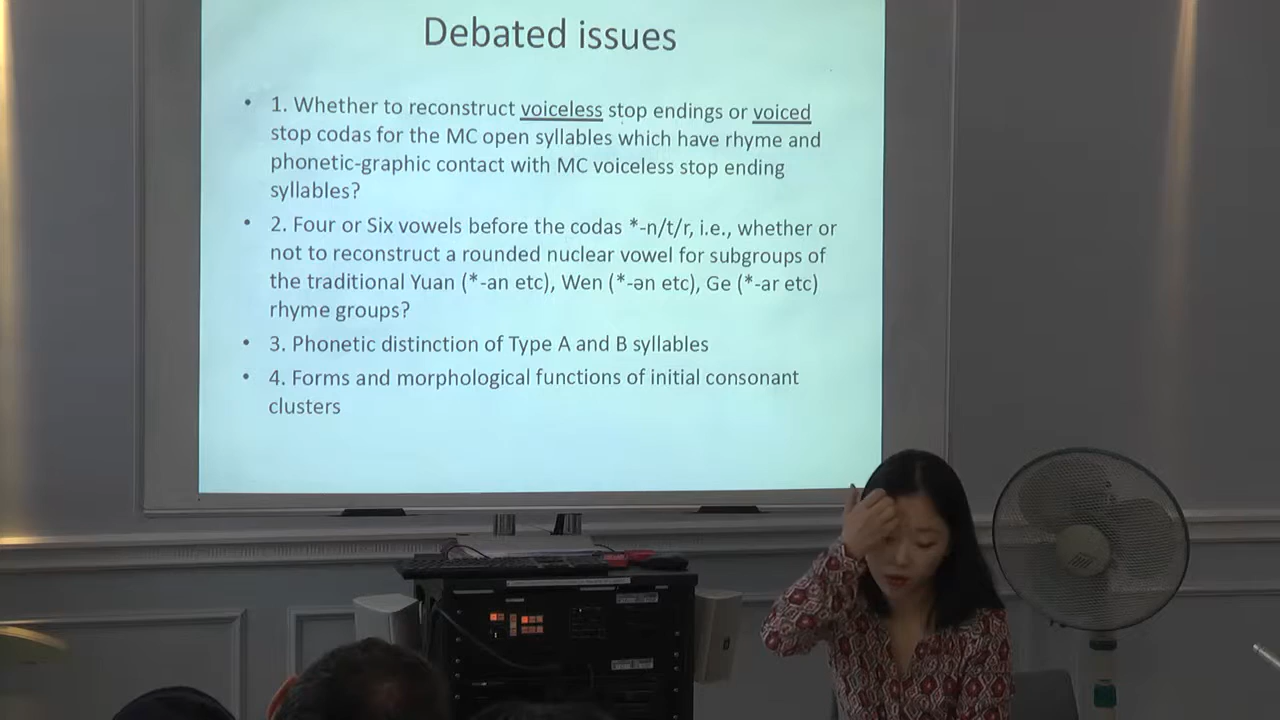 Debated issues
• 1. Whether to reconstruct voiceless stop endings or voiced
stop codas for the MC open syllables which have rhyme and
phonetic-graphic contact with MC voiceless stop ending
syllables?
• 2. Four or Six vowels before the codas *-n/t/r, i.e., whether or
not to reconstruct a rounded nuclear vowel for subgroups of
the traditional Yuan (*-an etc), Wen (*-ən etc), Ge (*-ar etc)
rhyme groups?
• 3. Phonetic distinction of Type A and B syllables
• 4. Forms and morphological functions of initial consonant
clusters